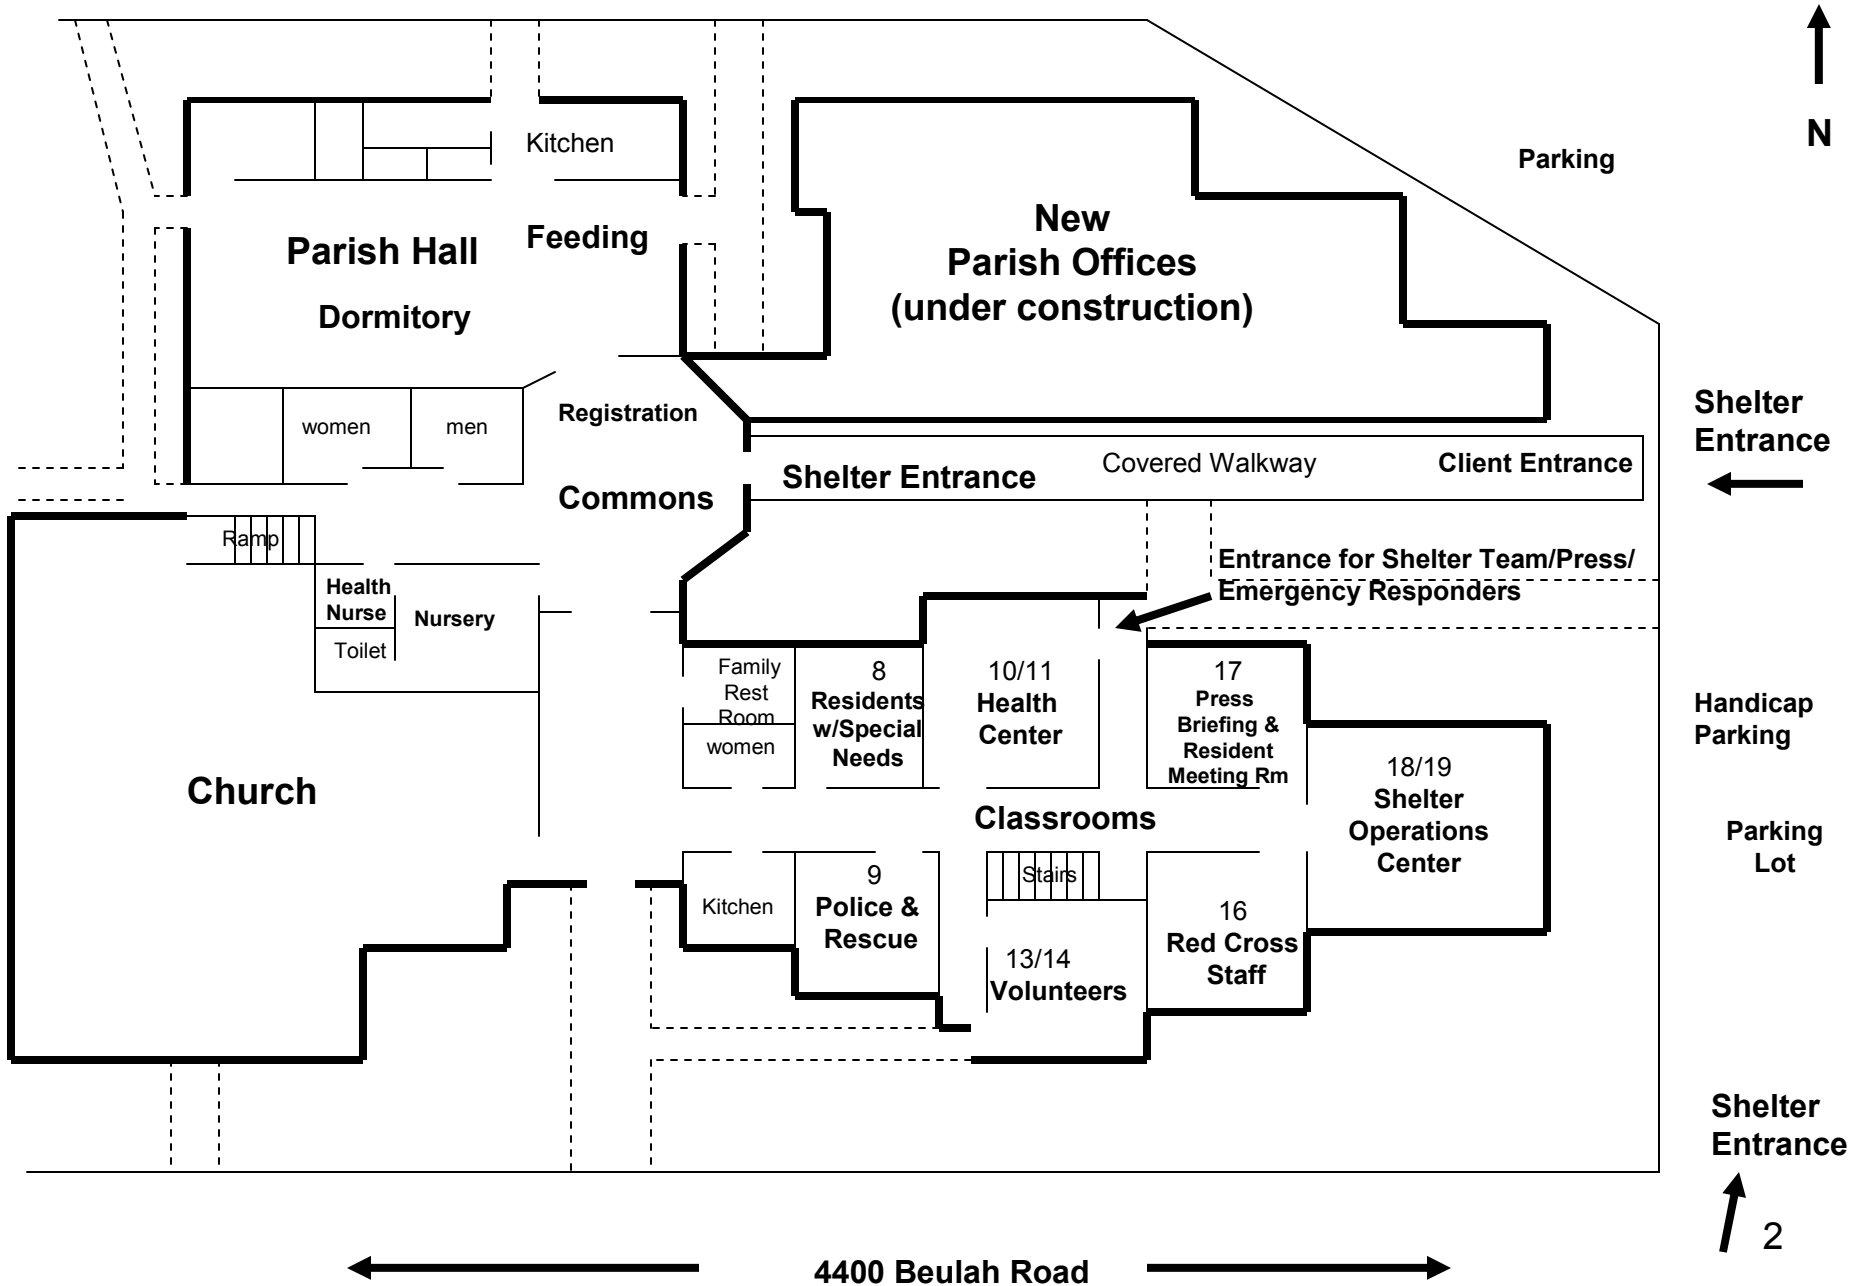 N
Parking
Kitchen
Parish Hall
Feeding
Dormitory
New
Parish Offices
(under construction)
women
men
Registration
Shelter
Entrance
Shelter Entrance
Covered Walkway
Client Entrance
Commons
Ramp
Entrance for Shelter Team/Press/
Emergency Responders
Health
Nurse
Nursery
Toilet
Family
Rest
Room
women
8
Residents
w/Special
Needs
10/11
Health
Center
17
Press
Briefing &
Resident
Meeting Rm
Handicap
Parking
Church
18/19
Shelter
Operations
Center
Classrooms
Parking
Lot
Kitchen
9
Police &
Rescue
Stairs
13/14
Volunteers
16
Red Cross
Staff
Shelter
Entrance
2
4400 Beulah Road